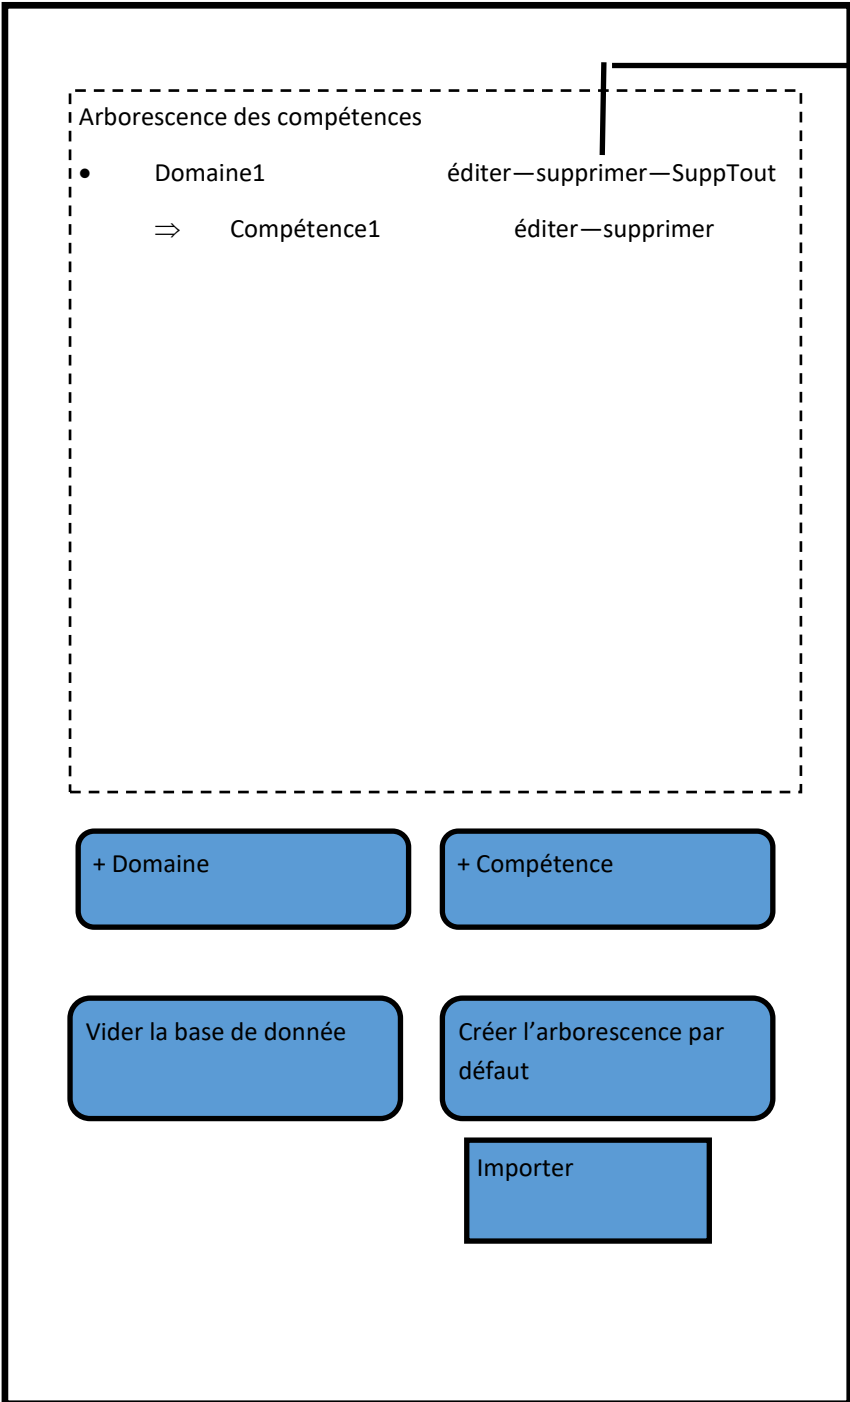 Arborescence des compétences
• Domaine1 éditer—supprimer—SuppTout
⇒ Compétence1 éditer—supprimer
+ Domaine
+ Compétence
Vider la base de donnée
Créer l’arborescence par
défaut
Importer